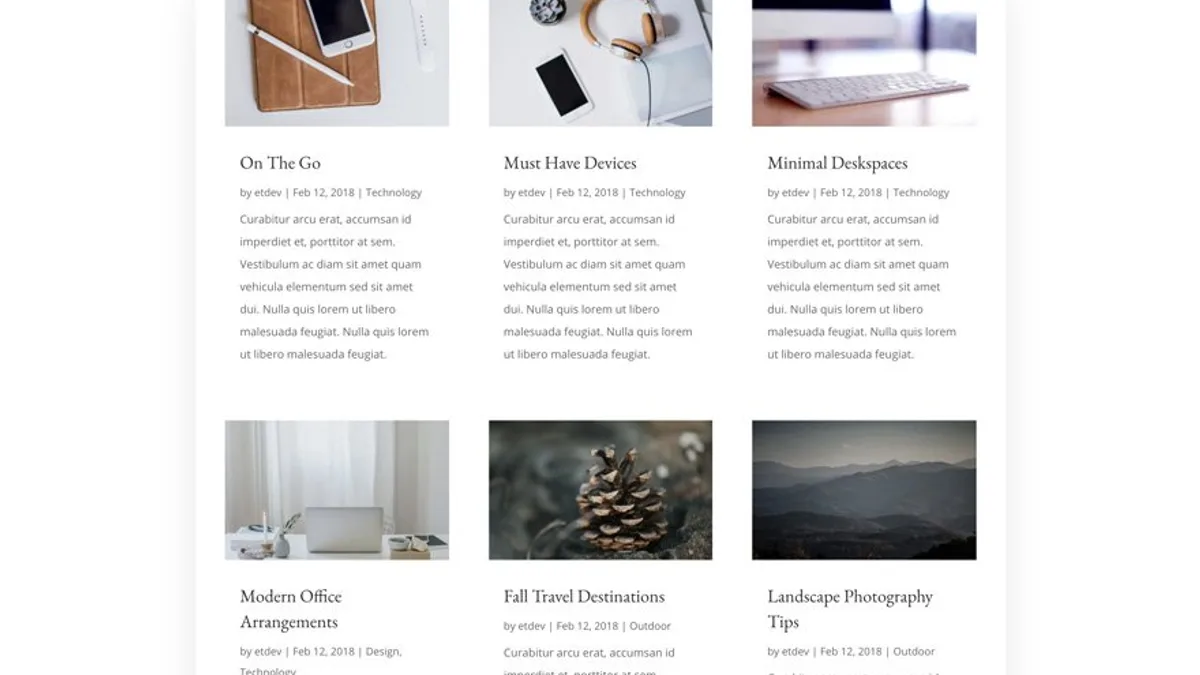 On The Go
by etdev | Feb 12, 2018 | Technology
Curabitur arcu erat, accumsan id
imperdiet et, porttitor at sem.
Vestibulum ac diam sit amet quam
vehicula elementum sed sit amet
dui. Nulla quis lorem ut libero
malesuada feugiat. Nulla quis lorem
ut libero malesuada feugiat.
Must Have Devices
by etdev | Feb 12, 2018 | Technology
Curabitur arcu erat, accumsan id
imperdiet et, porttitor at sem.
Vestibulum ac diam sit amet quam
vehicula elementum sed sit amet
dui. Nulla quis lorem ut libero
malesuada feugiat. Nulla quis lorem
ut libero malesuada feugiat.
Minimal Deskspaces
by etdev | Feb 12, 2018 | Technology
Curabitur arcu erat, accumsan id
imperdiet et, porttitor at sem.
Vestibulum ac diam sit amet quam
vehicula elementum sed sit amet
dui. Nulla quis lorem ut libero
malesuada feugiat. Nulla quis lorem
ut libero malesuada feugiat.
Modern Office
Arrangements
by etdev | Feb 12, 2018 | Design,
Technology
Fall Travel Destinations
by etdev | Feb 12, 2018 | Outdoor
Curabitur arcu erat, accumsan id
imperdiet et, porttitor at sem.
Landscape Photography
Tips
by etdev | Feb 12, 2018 | Outdoor